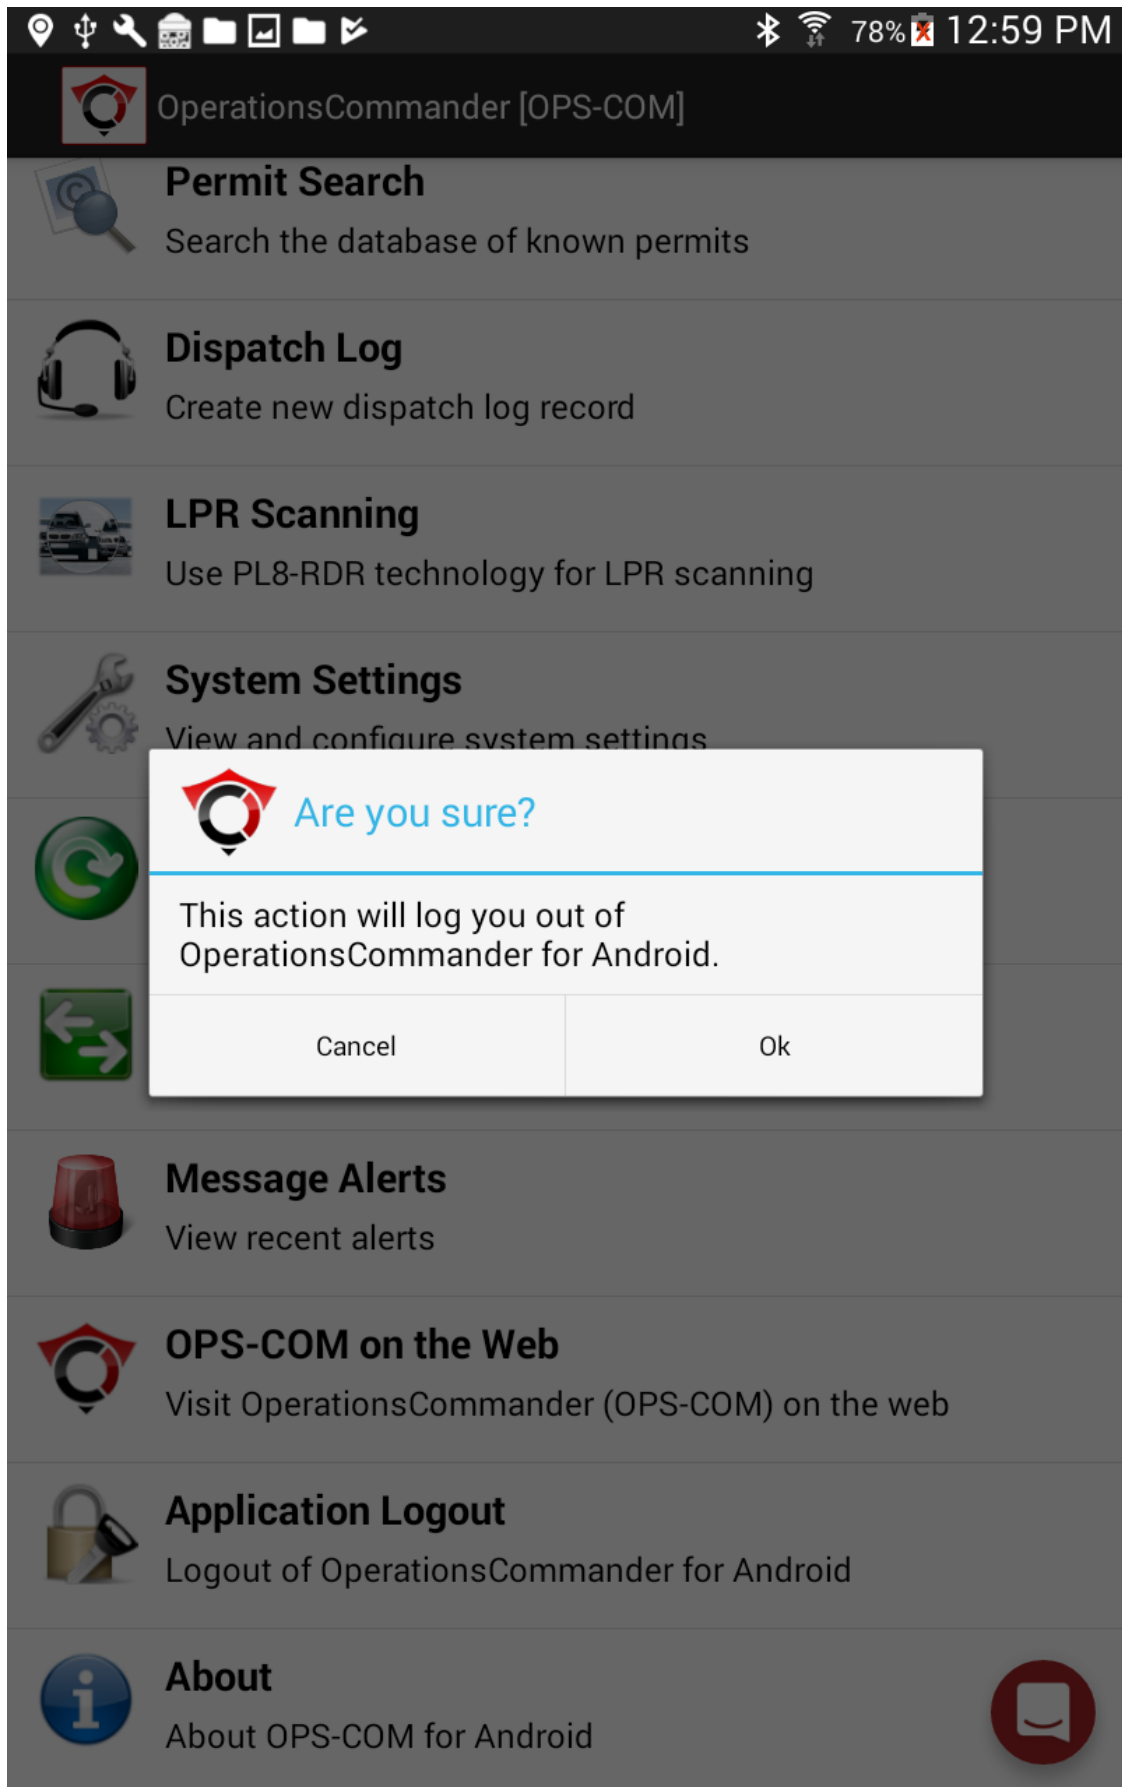 78% 12:59 PM
OperationsCommander [OPS-COM]
Permit Search
Search the database of known permits
Dispatch Log
Create new dispatch log record
LPR Scanning
Use PL8-RDR technology for LPR scanning
System Settings
View and configure system settings
Are you sure?
This action will log you out of
OperationsCommander for Android.
Cancel Ok
Message Alerts
View recent alerts
OPS-COM on the Web
Visit OperationsCommander (OPS-COM) on the web
Application Logout
Logout of OperationsCommander for Android
About
About OPS-COM for Android